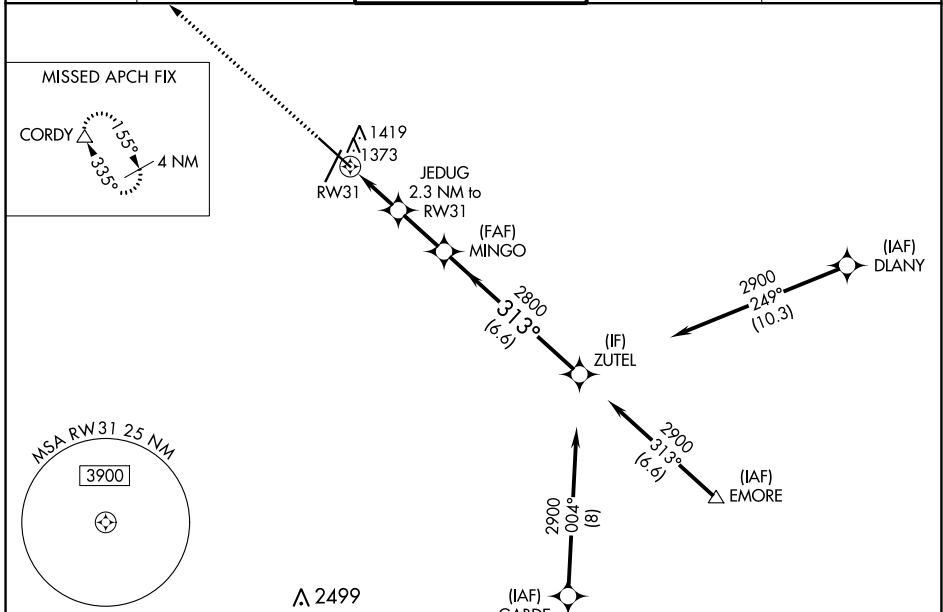 MISSED APCH FIX
CORDY
155°
335°
4 NM
1419
1373
RW31
JEDUG
2.3 NM to
RW31
(FAF)
MINGO
2800
313°
(6.6)
(IAF)
DLANY
2900
249°
(10.3)
(IF)
ZUTEL
2900
313°
(6.6)
(IAF)
EMORE
2900
004°
(8)
MSA RW31 25 NM
3900
2499
(IAF)